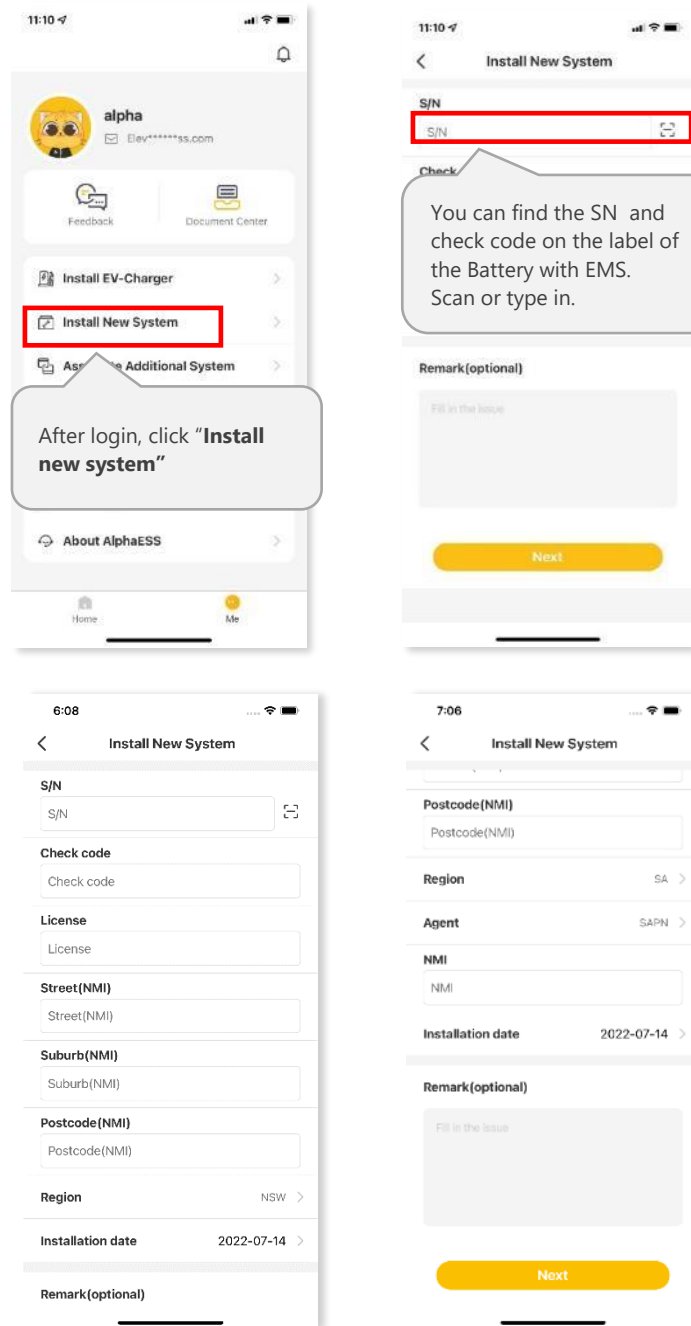 11:10
alpha
Elev******ss.com
Feedback
Document Center
Install EV-Charger
Install New System
Additional System
After login, click “Install
new system”
About AlphaESS
Home
Me
11:10
Install New System
S/N
S/N
Check
You can find the SN and
check code on the label of
the Battery with EMS.
Scan or type in.
Remark(optional)
Fill in the issue
Next
6:08
Install New System
S/N
S/N
Check code
Check code
License
License
Street(NMI)
Street(NMI)
Suburb(NMI)
Suburb(NMI)
Postcode(NMI)
Postcode(NMI)
Region NSW
Installation date 2022-07-14
Remark(optional)
7:06
Install New System
Postcode(NMI)
Postcode(NMI)
Region SA
Agent SAPN
NMI
NMI
Installation date 2022-07-14
Remark(optional)
Fill in the issue
Next